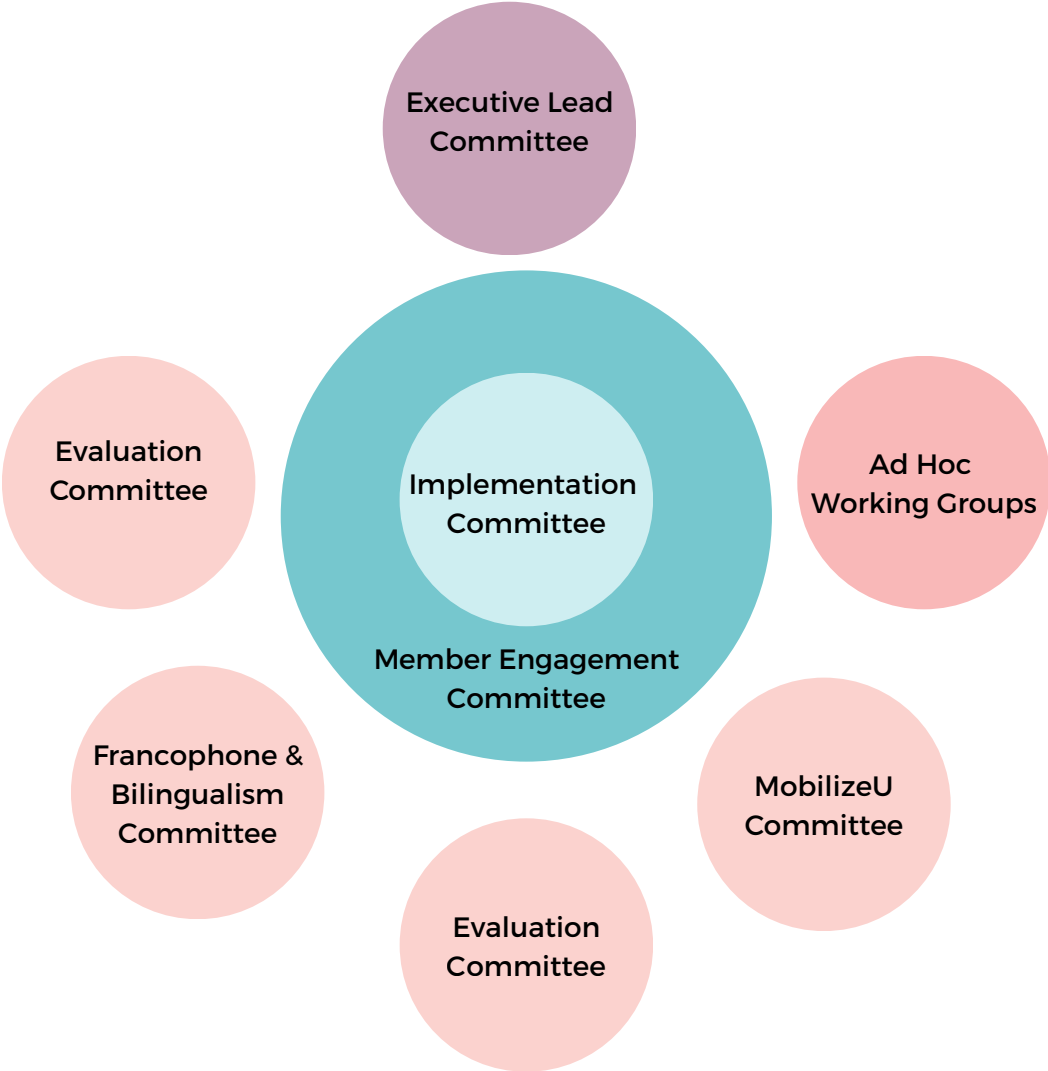 Executive Lead
Committee
Evaluation
Committee
Implementation
Committee
Ad Hoc
Working Groups
Member Engagement
Committee
Francophone &
Bilingualism
Committee
MobilizeU
Committee
Evaluation
Committee